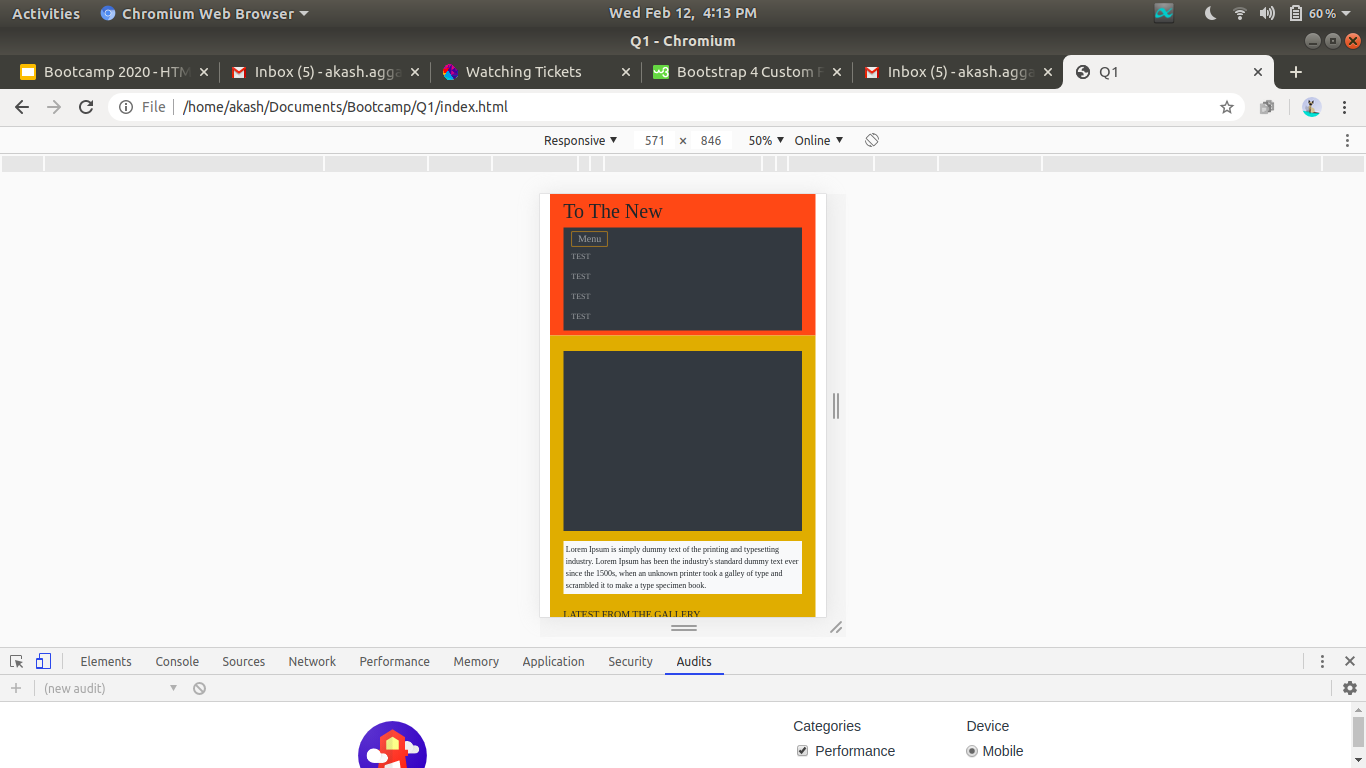 Activities Chromium Web Browser Wed Feb 12, 4:13 PM 60%
Q1 - Chromium
Bootcamp 2020 - HTM Inbox (5) - akash.agga Watching Tickets Bootstrap 4 Custom F Inbox (5) - akash.agga Q1
File /home/akash/Documents/Bootcamp/Q1/index.html
Responsive 571 × 846 50% Online
To The New
Menu
TEST
TEST
TEST
TEST
Lorem Ipsum is simply dummy text of the printing and typesetting
industry. Lorem Ipsum has been the industry's standard dummy text ever
since the 1500s, when an unknown printer took a galley of type and
scrambled it to make a type specimen book.
LATEST FROM THE GALLERY
Elements Console Sources Network Performance Memory Application Security Audits
(new audit)
Categories Device
Performance Mobile